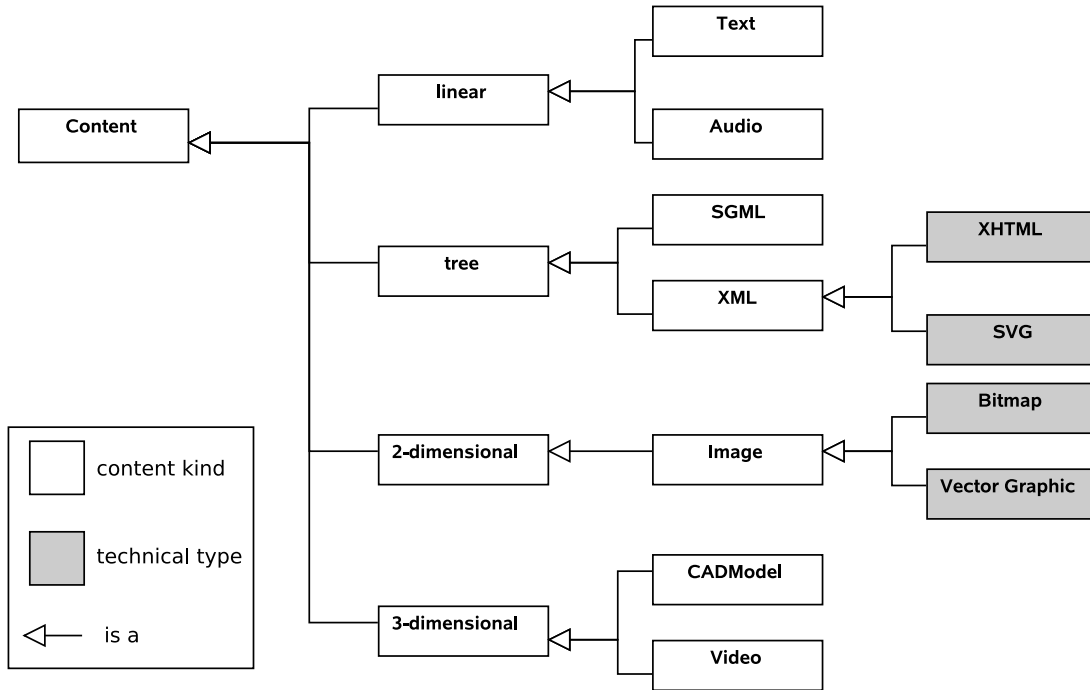 Text
linear
Content
Audio
SGML
XHTML
tree
XML
SVG
Bitmap
2-dimensional
Image
Vector Graphic
content kind
technical type
is a
CADModel
3-dimensional
Video